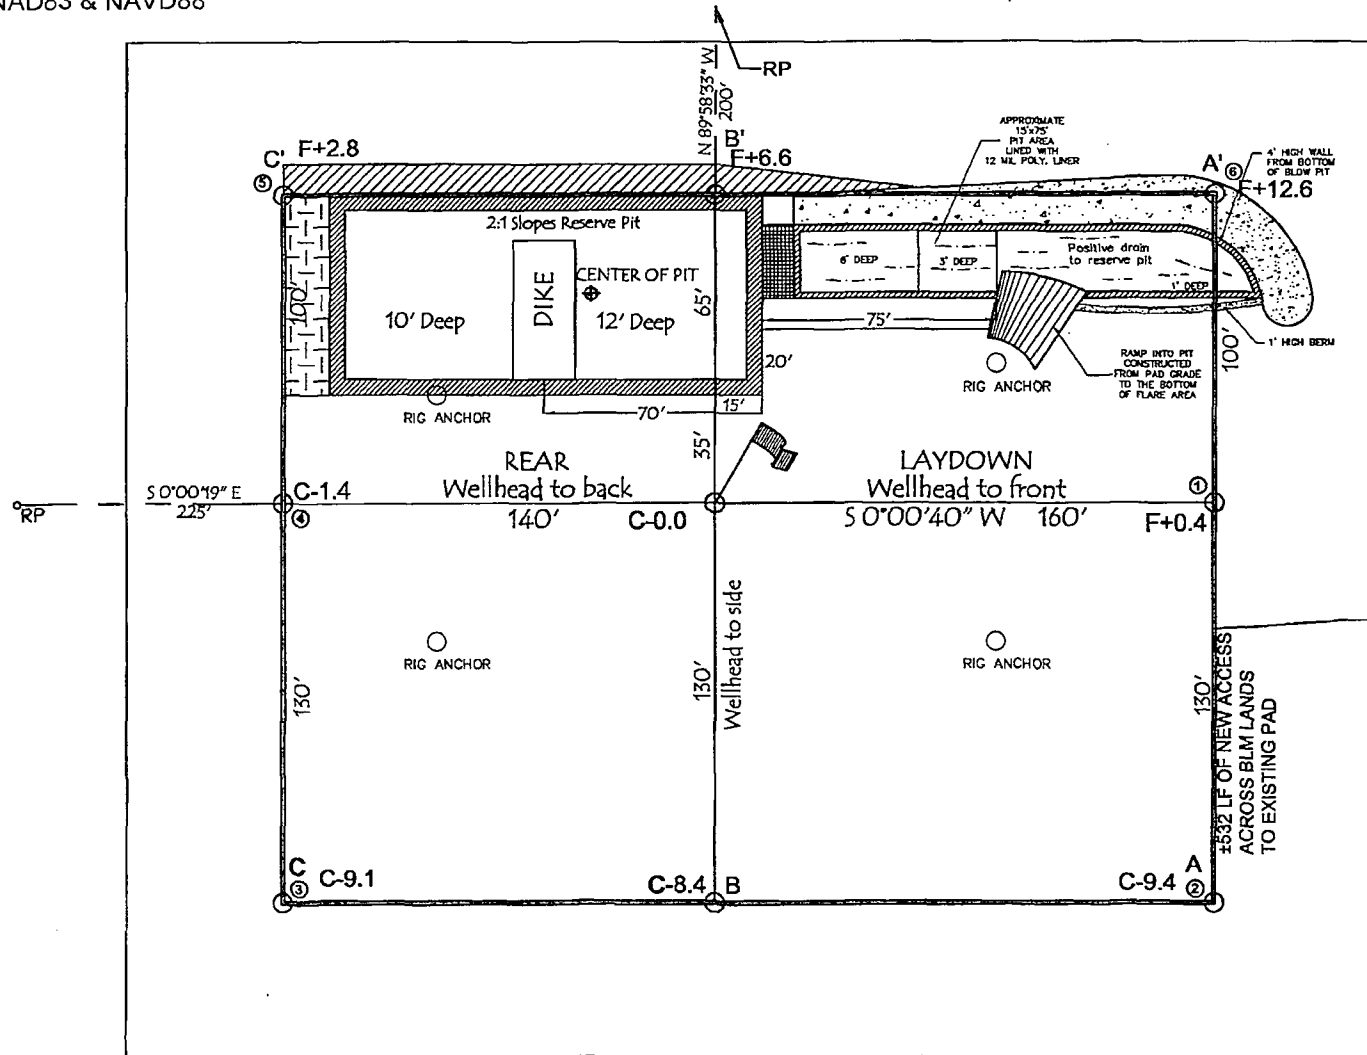 NAD83 & NAVD88
RP
N 89°58'33" W
200'
B'
F+6.6
C'
F+2.8
⑤
APPROXIMATE
15'x75'
PIT AREA
LINED WITH
12 MIL POLY. LINER
A'
⑥
F+12.6
4' HIGH WALL
FROM BOTTOM
OF BLOW PIT
2:1 Slopes Reserve Pit
DIKE
CENTER OF PIT
10' Deep
12' Deep
100'
65'
6' DEEP
3' DEEP
Positive drain
to reserve pit
1' DEEP
75'
20'
100'
1' HIGH BERM
RAMP INTO PIT
CONSTRUCTED
FROM PAD GRADE
TO THE BOTTOM
OF FLARE AREA
RIG ANCHOR
RIG ANCHOR
70'
15'
35'
REAR
Wellhead to back
140'
LAYDOWN
Wellhead to front
S 0°00'40" W 160'
RP
S 0°00'19" E
225'
C-1.4
④
C-0.0
①
F+0.4
RIG ANCHOR
RIG ANCHOR
130'
130'
Wellhead to side
130'
±532 LF OF NEW ACCESS
ACROSS BLM LANDS
TO EXISTING PAD
C
③
C-9.1
C-8.4
B
C-9.4
A
②